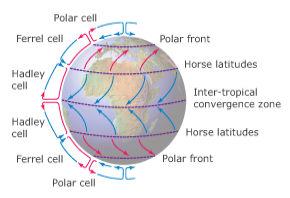 Polar cell
Ferrel cell
Polar front
Hadley
cell
Horse latitudes
Inter-tropical
convergence zone
Hadley
cell
Horse latitudes
Ferrel cell
Polar front
Polar cell